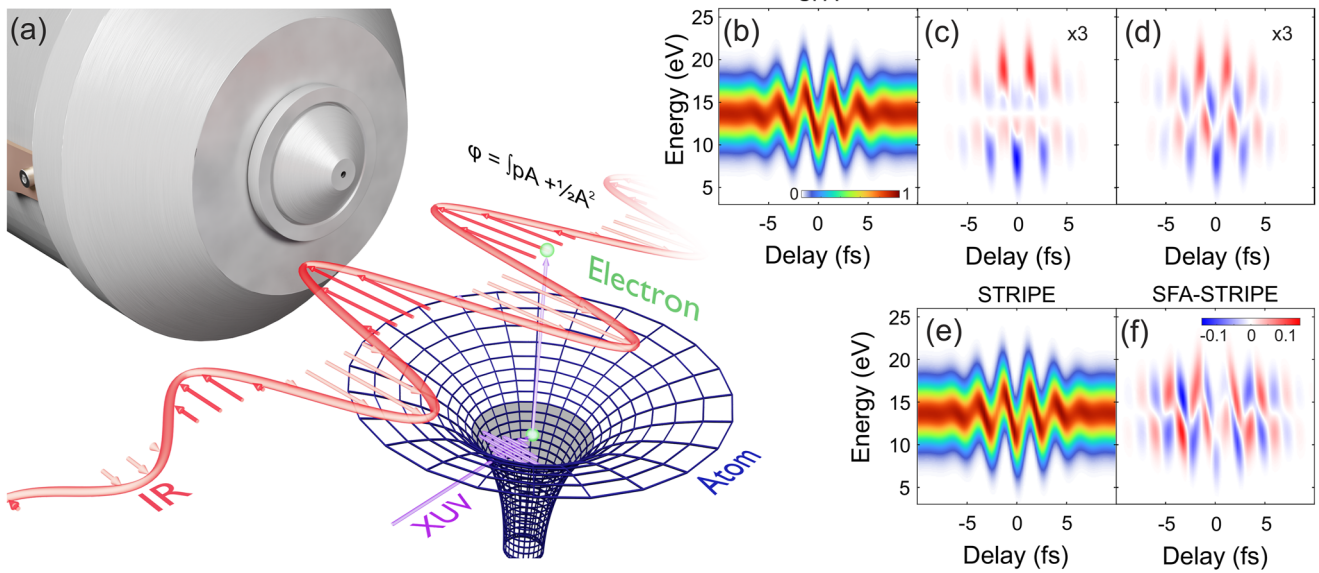 (a)
φ = ∫pA +½A²
Electron
IR
XUV
Atom
(b)
(c)
x3
(d)
x3
Energy (eV)
25
20
15
10
5
0 1
-5 0 5
-5 0 5
-5 0 5
Delay (fs)
Delay (fs)
Delay (fs)
STRIPE
SFA-STRIPE
(e)
(f)
-0.1 0 0.1
Energy (eV)
25
20
15
10
5
-5 0 5
-5 0 5
Delay (fs)
Delay (fs)